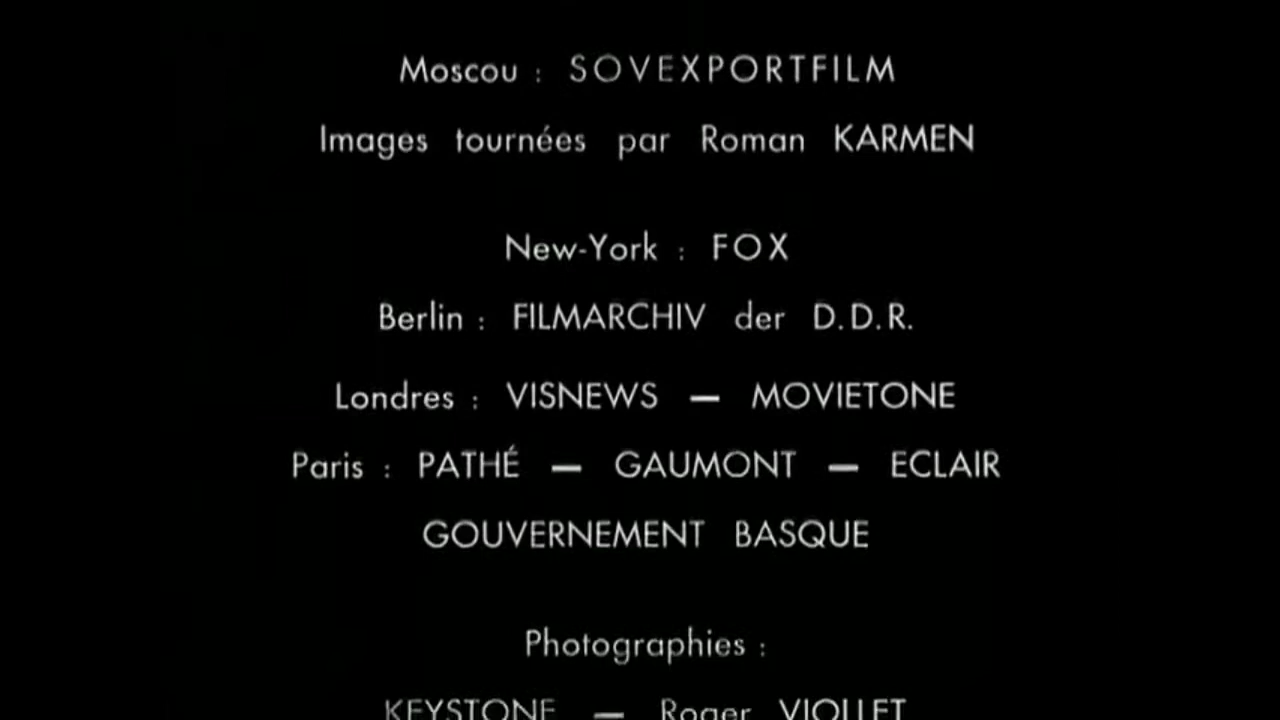 Moscou : SOVEXPORTFILM
Images tournées par Roman KARMEN
New-York : FOX
Berlin : FILMARCHIV der D.D.R.
Londres : VISNEWS — MOVIETONE
Paris : PATHÉ — GAUMONT — ECLAIR
GOUVERNEMENT BASQUE
Photographies :
KEYSTONE — Roger VIOLLET